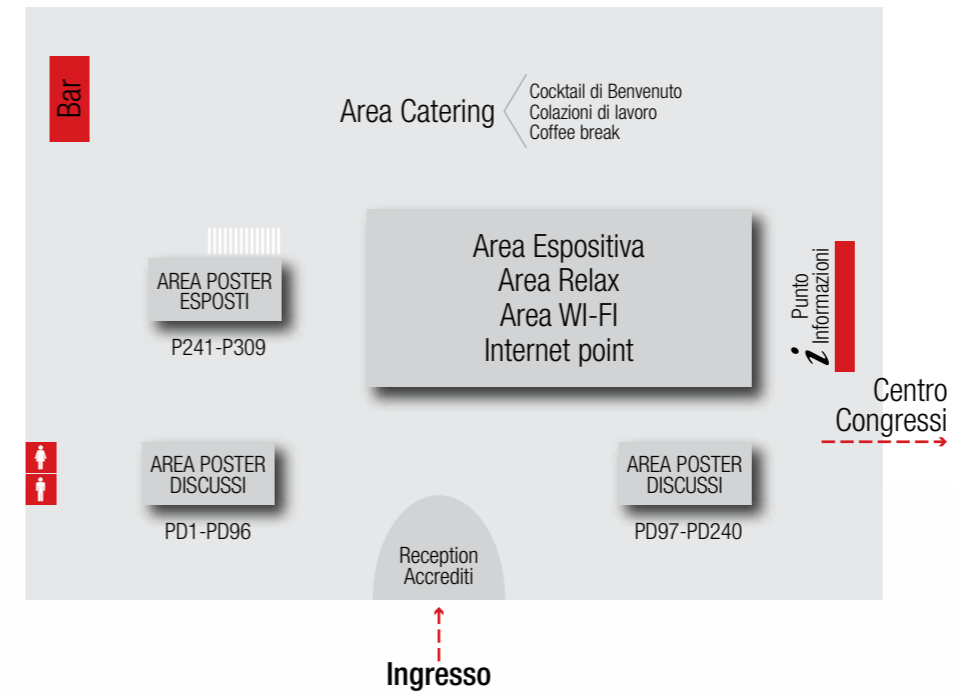 Bar
Area Catering
Cocktail di Benvenuto
Colazioni di lavoro
Coffee break
Area Espositiva
Area Relax
Area WI-FI
Internet point
AREA POSTER
ESPOSTI
P241-P309
i Punto
Informazioni
Centro
Congressi
AREA POSTER
DISCUSSI
PD1-PD96
AREA POSTER
DISCUSSI
PD97-PD240
Reception
Accrediti
Ingresso